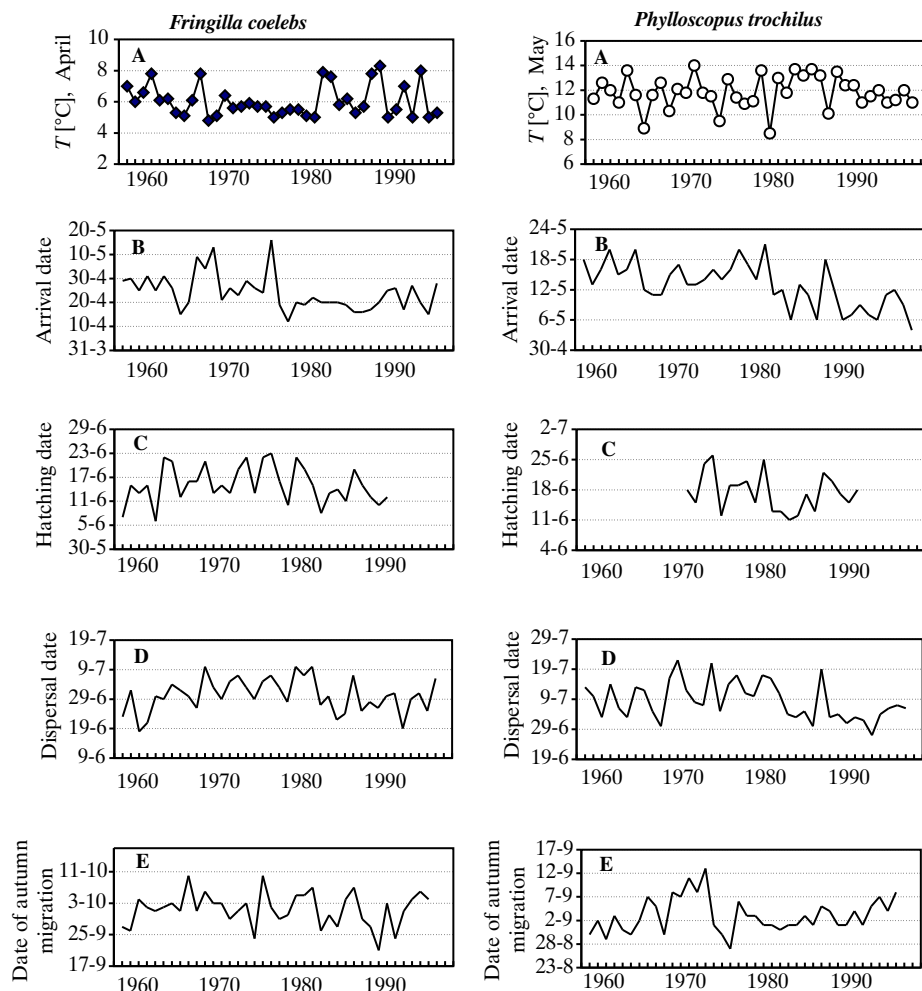 Fringilla coelebs
A
T [°C], April
10
8
6
4
2
1960 1970 1980 1990
B
Arrival date
20-5
10-5
30-4
20-4
10-4
31-3
1960 1970 1980 1990
C
Hatching date
29-6
23-6
17-6
11-6
5-6
30-5
1960 1970 1980 1990
D
Dispersal date
19-7
9-7
29-6
19-6
9-6
1960 1970 1980 1990
E
Date of autumn
migration
11-10
3-10
25-9
17-9
1960 1970 1980 1990
Phylloscopus trochilus
A
T [°C], May
16
14
12
10
8
6
1960 1970 1980 1990
B
Arrival date
24-5
18-5
12-5
6-5
30-4
1960 1970 1980 1990
C
Hatching date
2-7
25-6
18-6
11-6
4-6
1960 1970 1980 1990
D
Dispersal date
29-7
19-7
9-7
29-6
19-6
1960 1970 1980 1990
E
Date of autumn
migration
17-9
12-9
7-9
2-9
28-8
23-8
1960 1970 1980 1990